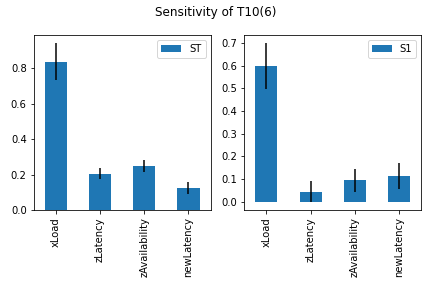 Sensitivity of T10(6)
ST
0.8
0.6
0.4
0.2
0.0
xLoad
zLatency
zAvailability
newLatency
S1
0.7
0.6
0.5
0.4
0.3
0.2
0.1
0.0
xLoad
zLatency
zAvailability
newLatency